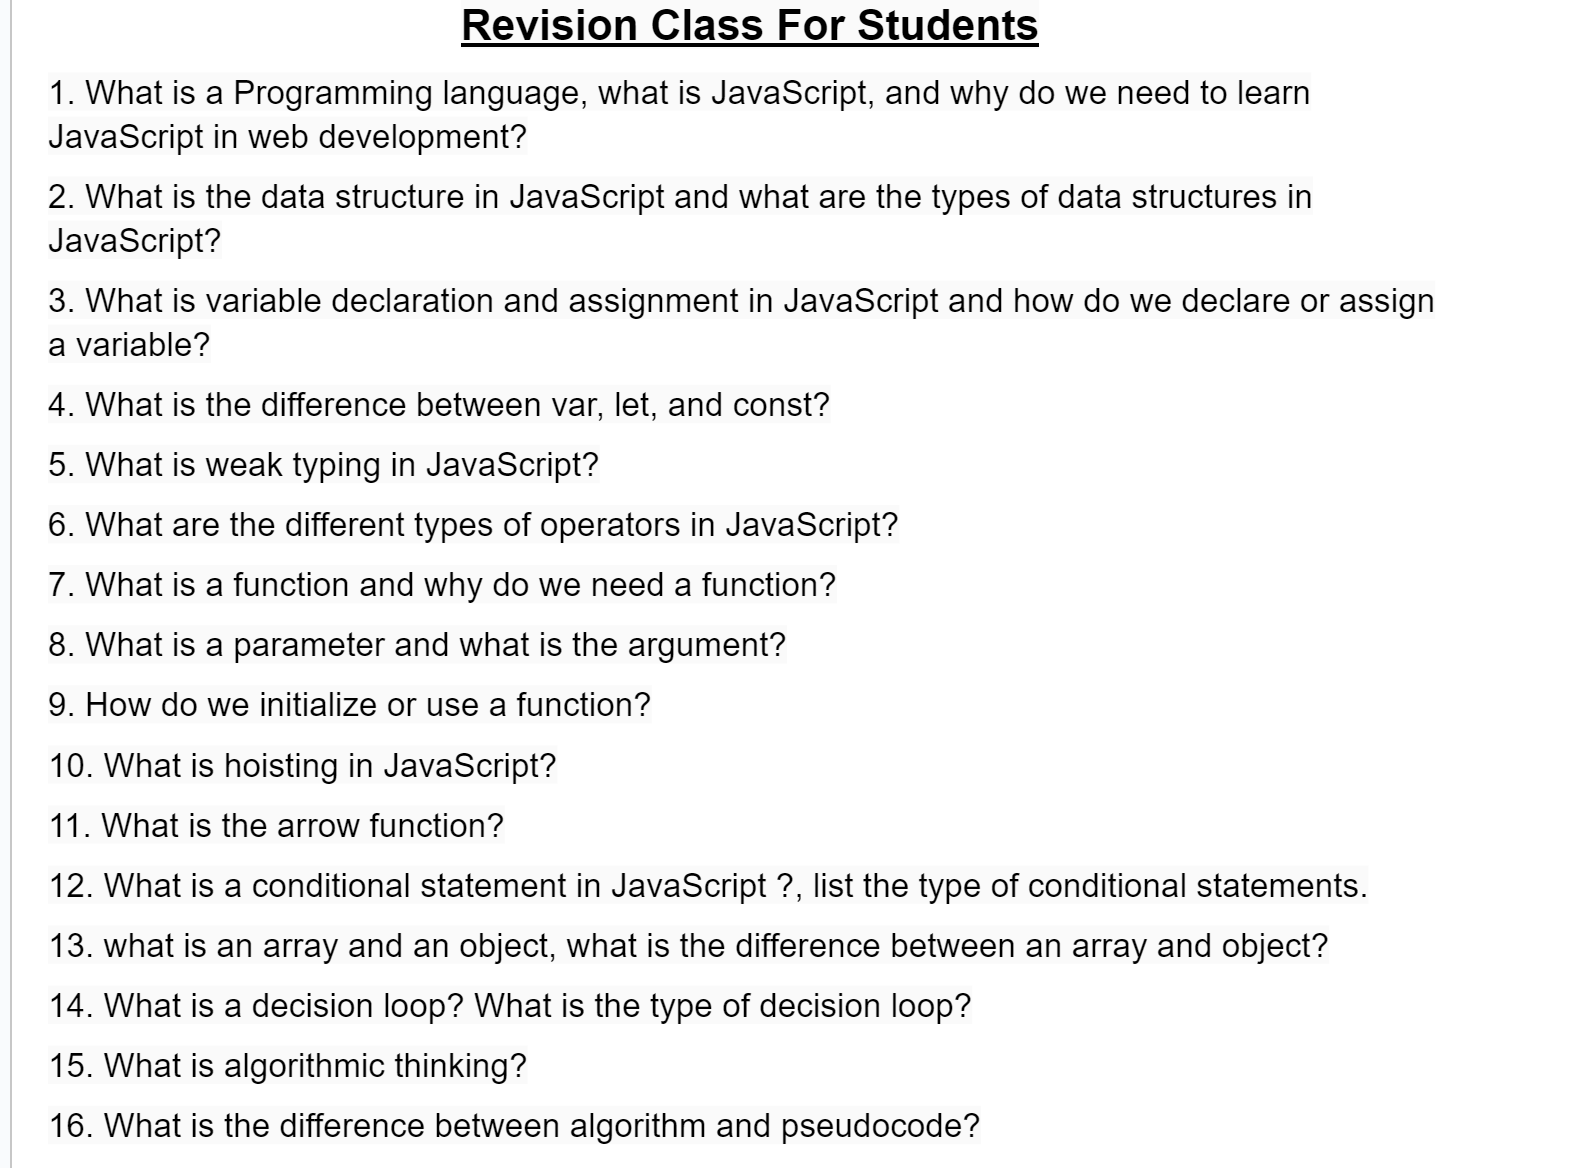 Revision Class For Students
1. What is a Programming language, what is JavaScript, and why do we need to learn
JavaScript in web development?
2. What is the data structure in JavaScript and what are the types of data structures in
JavaScript?
3. What is variable declaration and assignment in JavaScript and how do we declare or assign
a variable?
4. What is the difference between var, let, and const?
5. What is weak typing in JavaScript?
6. What are the different types of operators in JavaScript?
7. What is a function and why do we need a function?
8. What is a parameter and what is the argument?
9. How do we initialize or use a function?
10. What is hoisting in JavaScript?
11. What is the arrow function?
12. What is a conditional statement in JavaScript ?, list the type of conditional statements.
13. what is an array and an object, what is the difference between an array and object?
14. What is a decision loop? What is the type of decision loop?
15. What is algorithmic thinking?
16. What is the difference between algorithm and pseudocode?